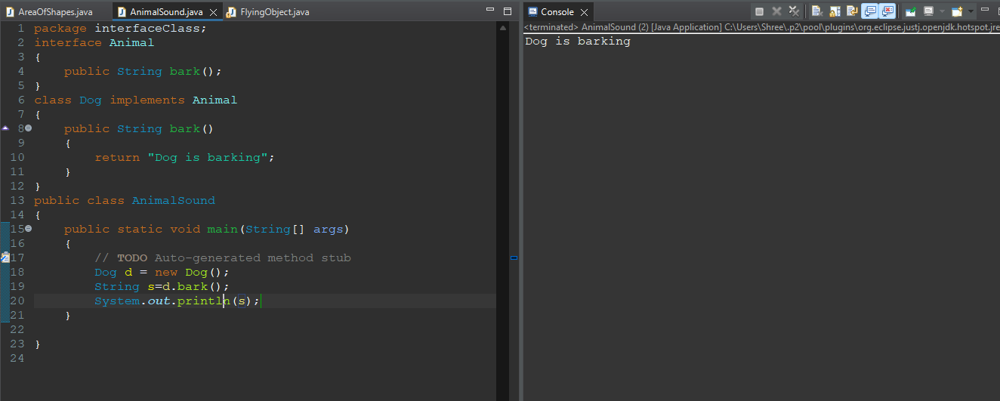 AreaOfShapes.java AnimalSound.java FlyingObject.java
1 package interfaceClass;
2 interface Animal
3 {
4 public String bark();
5 }
6 class Dog implements Animal
7 {
8 public String bark()
9 {
10 return "Dog is barking";
11 }
12 }
13 public class AnimalSound
14 {
15 public static void main(String[] args)
16 {
17 // TODO Auto-generated method stub
18 Dog d = new Dog();
19 String s=d.bark();
20 System.out.println(s);
21 }
22
23 }
24
Console
<terminated> AnimalSound (2) [Java Application] C:\Users\Shree\.p2\pool\plugins\org.eclipse.justj.openjdk.hotspot.jre
Dog is barking